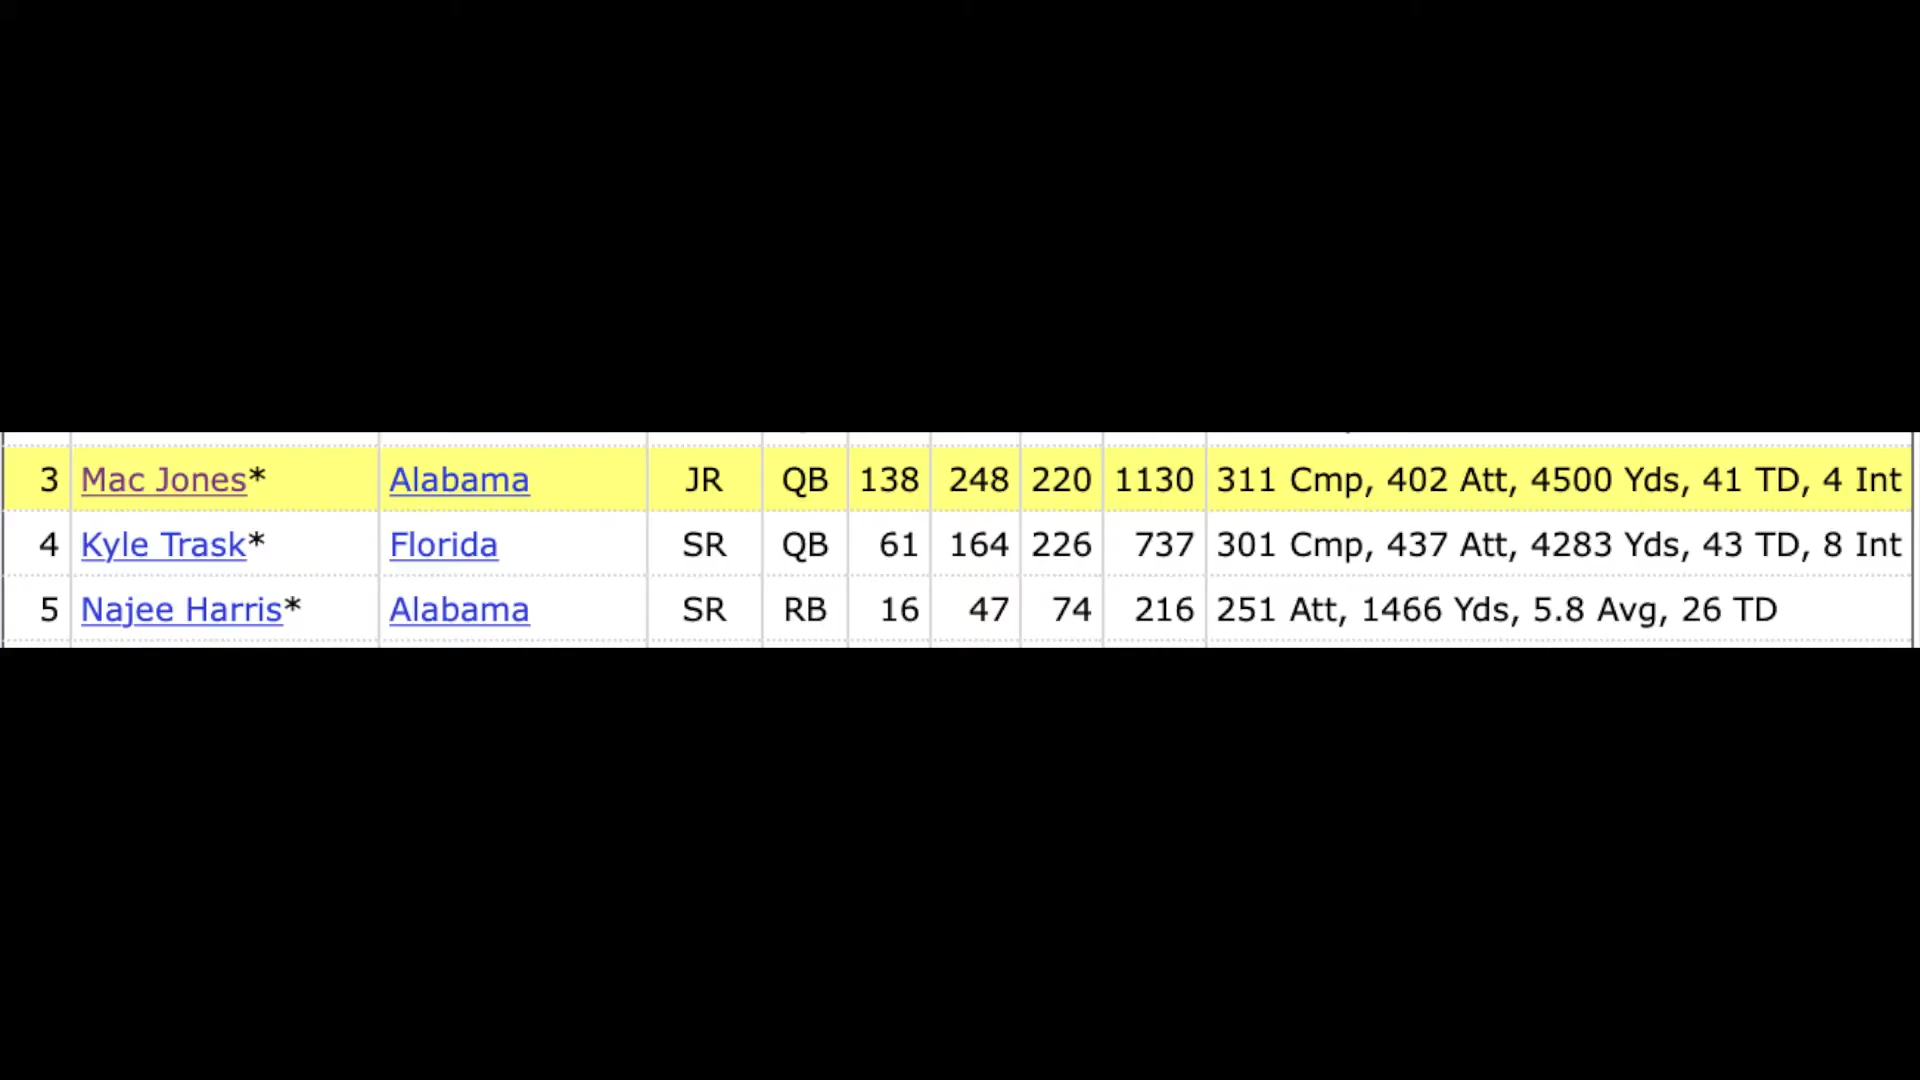 3 Mac Jones* Alabama JR QB 138 248 220 1130 311 Cmp, 402 Att, 4500 Yds, 41 TD, 4 Int
4 Kyle Trask* Florida SR QB 61 164 226 737 301 Cmp, 437 Att, 4283 Yds, 43 TD, 8 Int
5 Najee Harris* Alabama SR RB 16 47 74 216 251 Att, 1466 Yds, 5.8 Avg, 26 TD